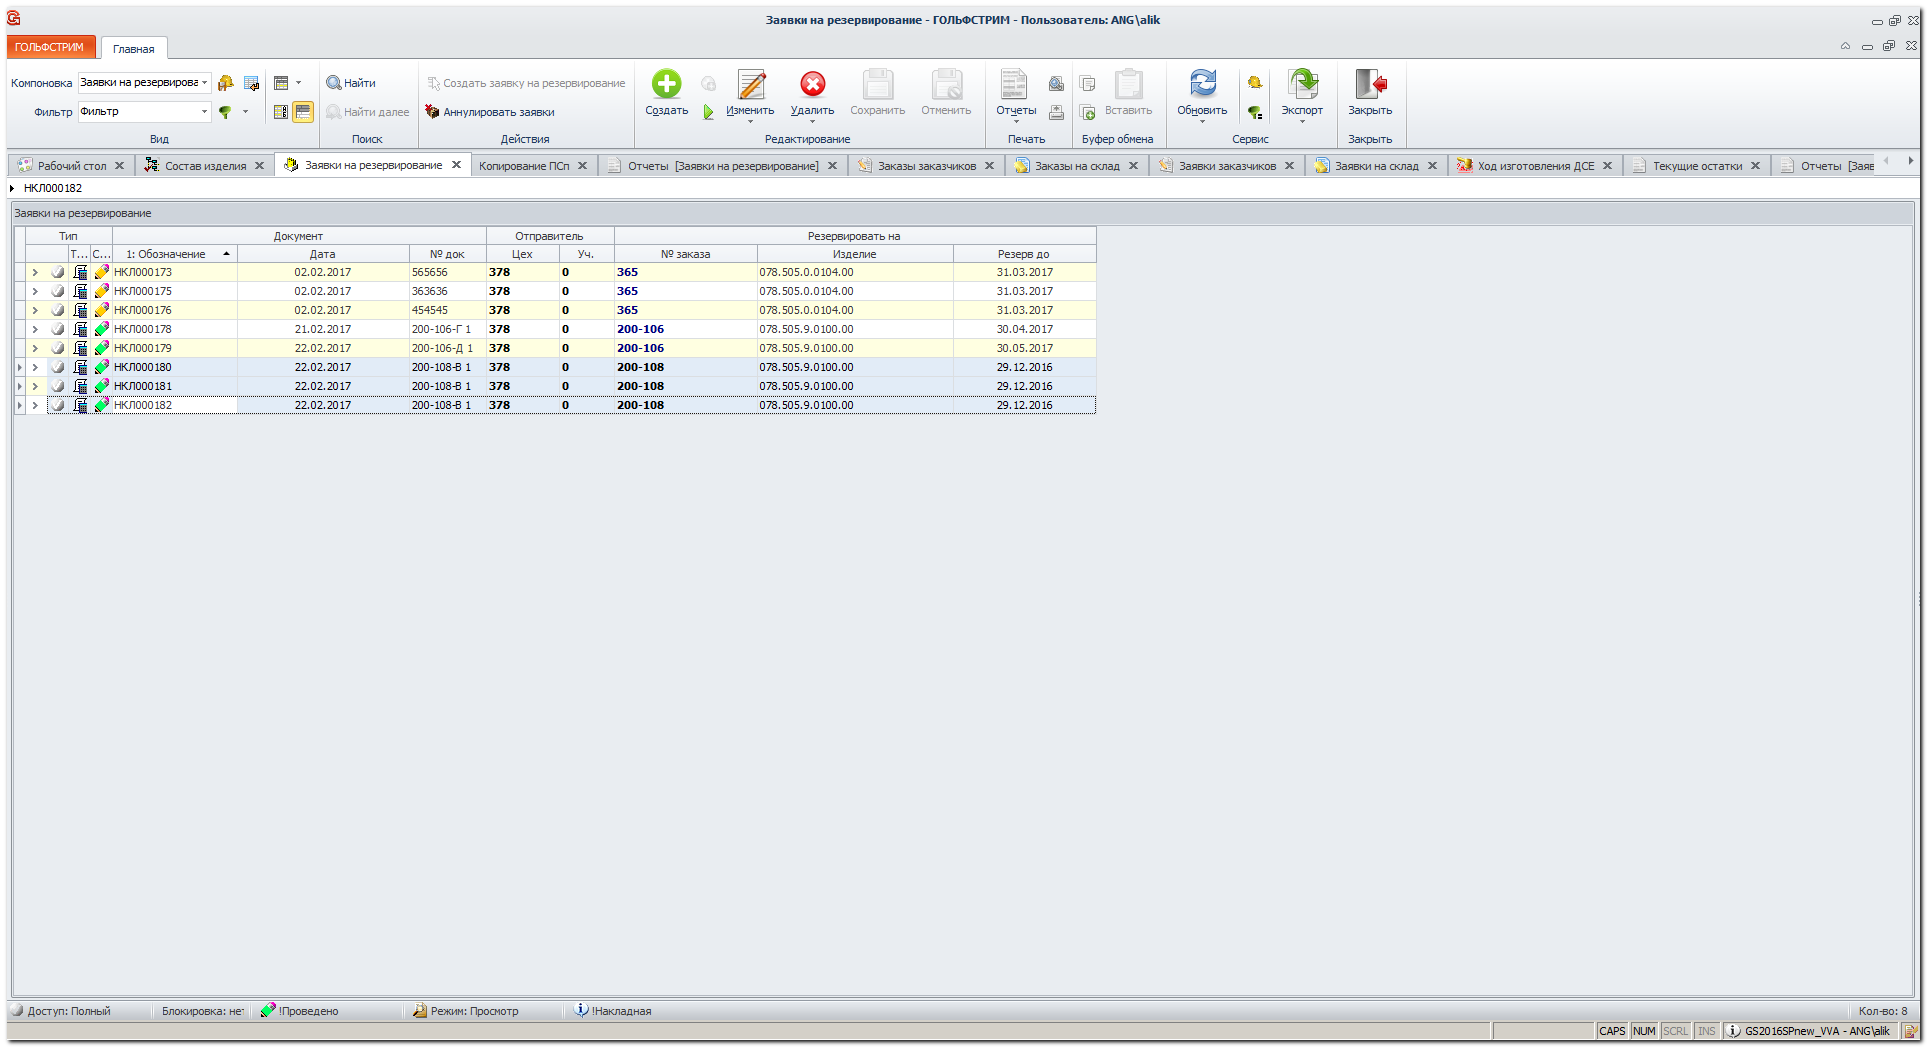 Заявки на резервирование - ГОЛЬФСТРИМ - Пользователь: ANG\alik
ГОЛЬФСТРИМ Главная
Компоновка Заявки на резервирова Найти Создать заявку на резервирование
Фильтр Фильтр Найти далее Аннулировать заявки
Создать Изменить Удалить Сохранить Отменить Отчеты Вставить Обновить Экспорт Закрыть
Вид Поиск Действия Редактирование Печать Буфер обмена Сервис Закрыть
Рабочий стол Состав изделия Заявки на резервирование Копирование ПСп Отчеты [Заявки на резервирование] Заказы заказчиков Заказы на склад Заявки заказчиков Заявки на склад Ход изготовления ДСЕ Текущие остатки Отчеты [Заяв
НКЛ000182
Заявки на резервирование
Тип Документ Отправитель Резервировать на
Т... С... 1: Обозначение Дата № док Цех Уч. № заказа Изделие Резерв до
НКЛ000173 02.02.2017 565656 378 0 365 078.505.0.0104.00 31.03.2017
НКЛ000175 02.02.2017 363636 378 0 365 078.505.0.0104.00 31.03.2017
НКЛ000176 02.02.2017 454545 378 0 365 078.505.0.0104.00 31.03.2017
НКЛ000178 21.02.2017 200-106-Г 1 378 0 200-106 078.505.9.0100.00 30.04.2017
НКЛ000179 22.02.2017 200-106-Д 1 378 0 200-106 078.505.9.0100.00 30.05.2017
НКЛ000180 22.02.2017 200-108-В 1 378 0 200-108 078.505.9.0100.00 29.12.2016
НКЛ000181 22.02.2017 200-108-В 1 378 0 200-108 078.505.9.0100.00 29.12.2016
НКЛ000182 22.02.2017 200-108-В 1 378 0 200-108 078.505.9.0100.00 29.12.2016
Доступ: Полный Блокировка: нет !Проведено Режим: Просмотр !Накладная Кол-во: 8
CAPS NUM SCRL INS GS2016SPnew_VVA - ANG\alik